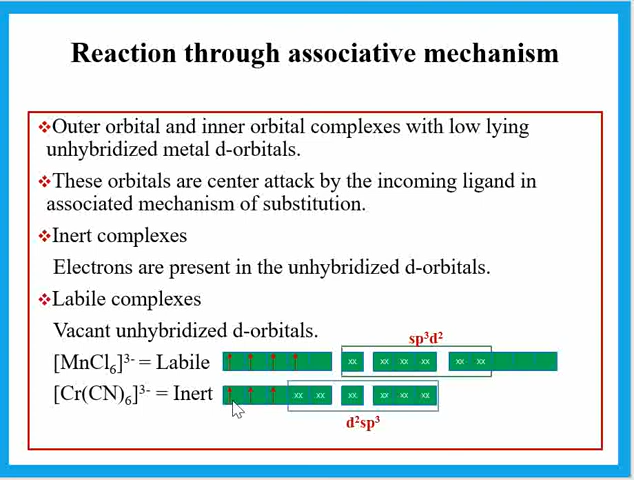 Reaction through associative mechanism
❖Outer orbital and inner orbital complexes with low lying
unhybridized metal d-orbitals.
❖These orbitals are center attack by the incoming ligand in
associated mechanism of substitution.
❖Inert complexes
Electrons are present in the unhybridized d-orbitals.
❖Labile complexes
Vacant unhybridized d-orbitals.
sp³d²
[MnCl₆]³⁻ = Labile ↑ ↑ ↑ ↑ xx xx xx xx xx xx
[Cr(CN)₆]³⁻ = Inert ↑ ↑ ↑ xx xx xx xx xx xx
d²sp³